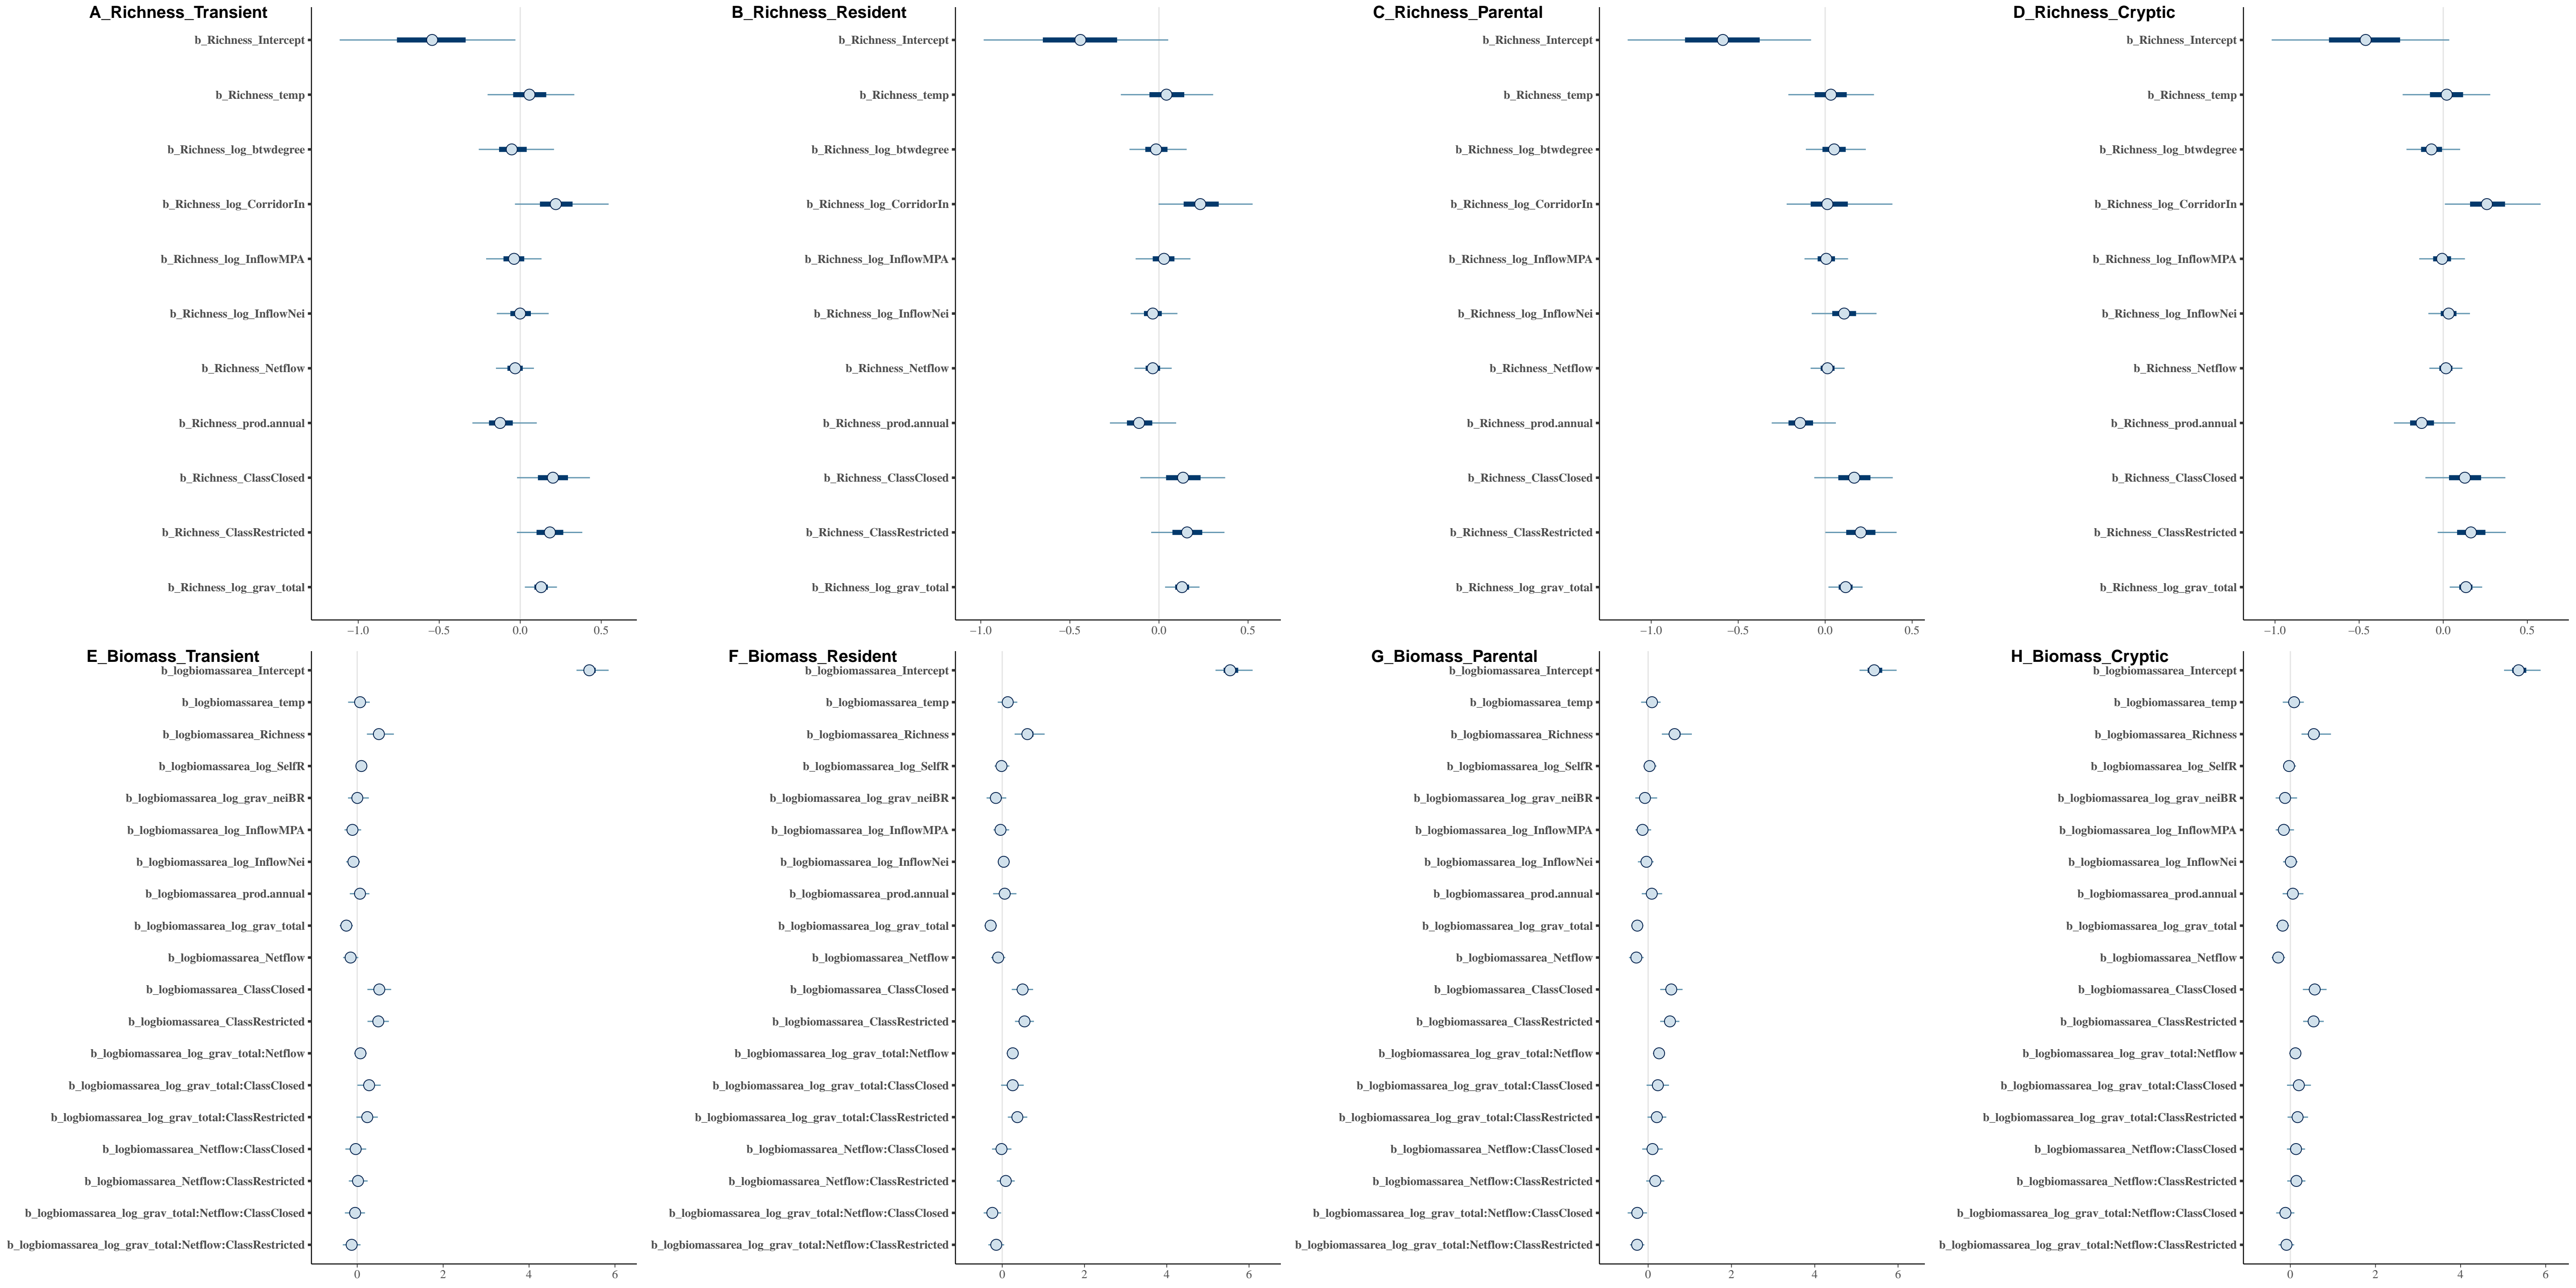 A_Richness_Transient
b_Richness_Intercept
b_Richness_temp
b_Richness_log_btwdegree
b_Richness_log_CorridorIn
b_Richness_log_InflowMPA
b_Richness_log_InflowNei
b_Richness_Netflow
b_Richness_prod.annual
b_Richness_ClassClosed
b_Richness_ClassRestricted
b_Richness_log_grav_total
−1.0 −0.5 0.0 0.5
B_Richness_Resident
b_Richness_Intercept
b_Richness_temp
b_Richness_log_btwdegree
b_Richness_log_CorridorIn
b_Richness_log_InflowMPA
b_Richness_log_InflowNei
b_Richness_Netflow
b_Richness_prod.annual
b_Richness_ClassClosed
b_Richness_ClassRestricted
b_Richness_log_grav_total
−1.0 −0.5 0.0 0.5
C_Richness_Parental
b_Richness_Intercept
b_Richness_temp
b_Richness_log_btwdegree
b_Richness_log_CorridorIn
b_Richness_log_InflowMPA
b_Richness_log_InflowNei
b_Richness_Netflow
b_Richness_prod.annual
b_Richness_ClassClosed
b_Richness_ClassRestricted
b_Richness_log_grav_total
−1.0 −0.5 0.0 0.5
D_Richness_Cryptic
b_Richness_Intercept
b_Richness_temp
b_Richness_log_btwdegree
b_Richness_log_CorridorIn
b_Richness_log_InflowMPA
b_Richness_log_InflowNei
b_Richness_Netflow
b_Richness_prod.annual
b_Richness_ClassClosed
b_Richness_ClassRestricted
b_Richness_log_grav_total
−1.0 −0.5 0.0 0.5
E_Biomass_Transient
b_logbiomassarea_Intercept
b_logbiomassarea_temp
b_logbiomassarea_Richness
b_logbiomassarea_log_SelfR
b_logbiomassarea_log_grav_neiBR
b_logbiomassarea_log_InflowMPA
b_logbiomassarea_log_InflowNei
b_logbiomassarea_prod.annual
b_logbiomassarea_log_grav_total
b_logbiomassarea_Netflow
b_logbiomassarea_ClassClosed
b_logbiomassarea_ClassRestricted
b_logbiomassarea_log_grav_total:Netflow
b_logbiomassarea_log_grav_total:ClassClosed
b_logbiomassarea_log_grav_total:ClassRestricted
b_logbiomassarea_Netflow:ClassClosed
b_logbiomassarea_Netflow:ClassRestricted
b_logbiomassarea_log_grav_total:Netflow:ClassClosed
b_logbiomassarea_log_grav_total:Netflow:ClassRestricted
0 2 4 6
F_Biomass_Resident
b_logbiomassarea_Intercept
b_logbiomassarea_temp
b_logbiomassarea_Richness
b_logbiomassarea_log_SelfR
b_logbiomassarea_log_grav_neiBR
b_logbiomassarea_log_InflowMPA
b_logbiomassarea_log_InflowNei
b_logbiomassarea_prod.annual
b_logbiomassarea_log_grav_total
b_logbiomassarea_Netflow
b_logbiomassarea_ClassClosed
b_logbiomassarea_ClassRestricted
b_logbiomassarea_log_grav_total:Netflow
b_logbiomassarea_log_grav_total:ClassClosed
b_logbiomassarea_log_grav_total:ClassRestricted
b_logbiomassarea_Netflow:ClassClosed
b_logbiomassarea_Netflow:ClassRestricted
b_logbiomassarea_log_grav_total:Netflow:ClassClosed
b_logbiomassarea_log_grav_total:Netflow:ClassRestricted
0 2 4 6
G_Biomass_Parental
b_logbiomassarea_Intercept
b_logbiomassarea_temp
b_logbiomassarea_Richness
b_logbiomassarea_log_SelfR
b_logbiomassarea_log_grav_neiBR
b_logbiomassarea_log_InflowMPA
b_logbiomassarea_log_InflowNei
b_logbiomassarea_prod.annual
b_logbiomassarea_log_grav_total
b_logbiomassarea_Netflow
b_logbiomassarea_ClassClosed
b_logbiomassarea_ClassRestricted
b_logbiomassarea_log_grav_total:Netflow
b_logbiomassarea_log_grav_total:ClassClosed
b_logbiomassarea_log_grav_total:ClassRestricted
b_logbiomassarea_Netflow:ClassClosed
b_logbiomassarea_Netflow:ClassRestricted
b_logbiomassarea_log_grav_total:Netflow:ClassClosed
b_logbiomassarea_log_grav_total:Netflow:ClassRestricted
0 2 4 6
H_Biomass_Cryptic
b_logbiomassarea_Intercept
b_logbiomassarea_temp
b_logbiomassarea_Richness
b_logbiomassarea_log_SelfR
b_logbiomassarea_log_grav_neiBR
b_logbiomassarea_log_InflowMPA
b_logbiomassarea_log_InflowNei
b_logbiomassarea_prod.annual
b_logbiomassarea_log_grav_total
b_logbiomassarea_Netflow
b_logbiomassarea_ClassClosed
b_logbiomassarea_ClassRestricted
b_logbiomassarea_log_grav_total:Netflow
b_logbiomassarea_log_grav_total:ClassClosed
b_logbiomassarea_log_grav_total:ClassRestricted
b_logbiomassarea_Netflow:ClassClosed
b_logbiomassarea_Netflow:ClassRestricted
b_logbiomassarea_log_grav_total:Netflow:ClassClosed
b_logbiomassarea_log_grav_total:Netflow:ClassRestricted
0 2 4 6